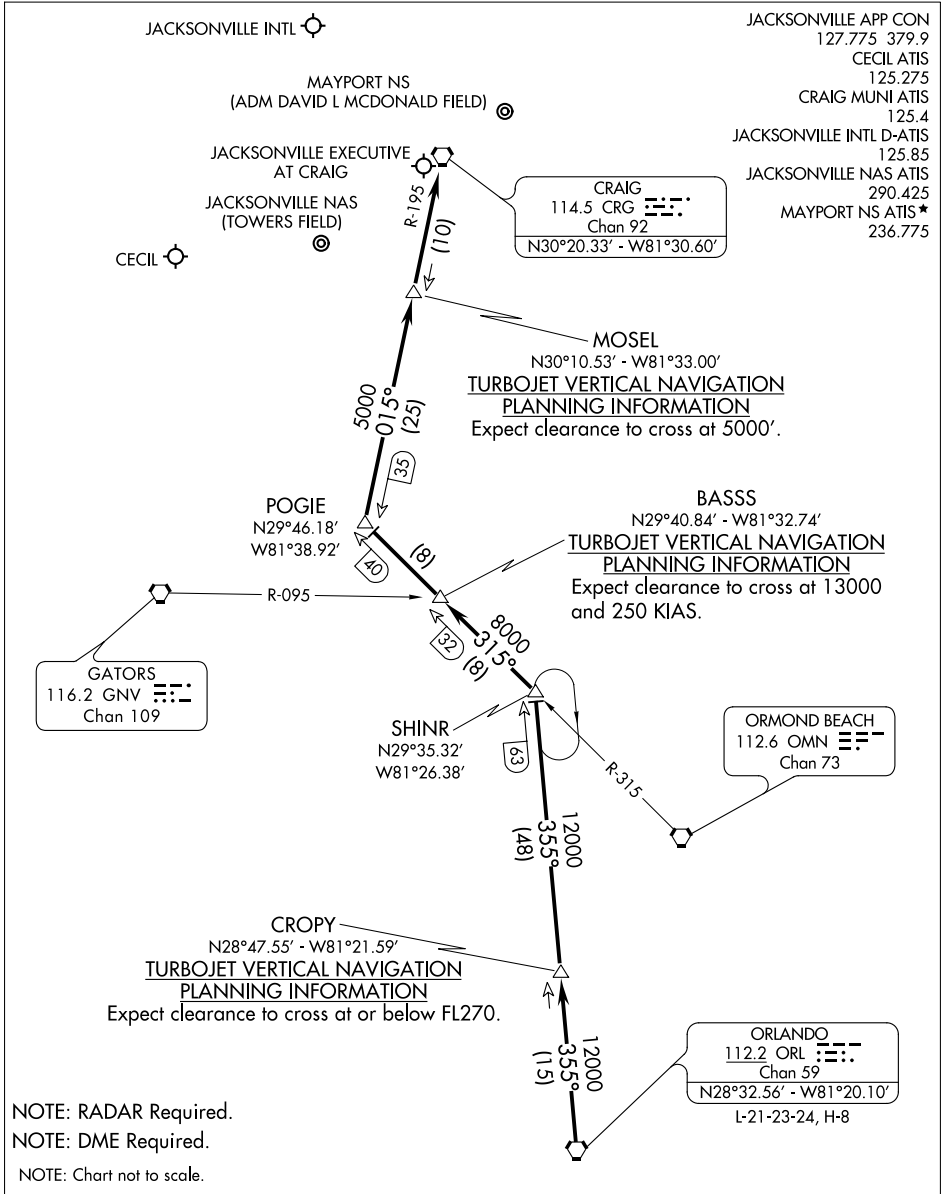 JACKSONVILLE INTL
JACKSONVILLE APP CON
127.775 379.9
CECIL ATIS
125.275
CRAIG MUNI ATIS
125.4
JACKSONVILLE INTL D-ATIS
125.85
JACKSONVILLE NAS ATIS
290.425
MAYPORT NS ATIS★
236.775
MAYPORT NS
(ADM DAVID L MCDONALD FIELD)
JACKSONVILLE EXECUTIVE
AT CRAIG
JACKSONVILLE NAS
(TOWERS FIELD)
CECIL
R-195
(10)
CRAIG
114.5 CRG
Chan 92
N30°20.33' - W81°30.60'
MOSEL
N30°10.53' - W81°33.00'
TURBOJET VERTICAL NAVIGATION
PLANNING INFORMATION
Expect clearance to cross at 5000'.
5000
015°
(25)
35
POGIE
N29°46.18'
W81°38.92'
40
(8)
BASSS
N29°40.84' - W81°32.74'
TURBOJET VERTICAL NAVIGATION
PLANNING INFORMATION
Expect clearance to cross at 13000
and 250 KIAS.
R-095
GATORS
116.2 GNV
Chan 109
32
8000
315°
(8)
SHINR
N29°35.32'
W81°26.38'
63
R-315
ORMOND BEACH
112.6 OMN
Chan 73
12000
355°
(48)
CROPY
N28°47.55' - W81°21.59'
TURBOJET VERTICAL NAVIGATION
PLANNING INFORMATION
Expect clearance to cross at or below FL270.
12000
355°
(15)
ORLANDO
112.2 ORL
Chan 59
N28°32.56' - W81°20.10'
L-21-23-24, H-8
NOTE: RADAR Required.
NOTE: DME Required.
NOTE: Chart not to scale.